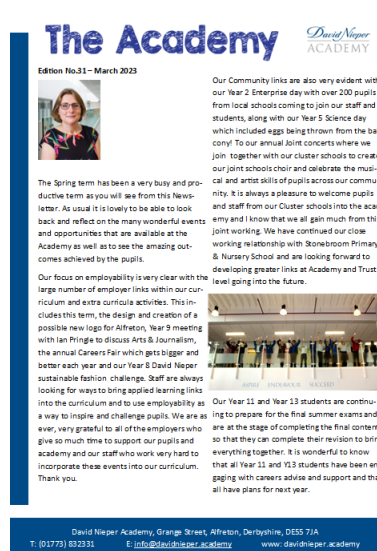 The Academy
David Nieper
ACADEMY
Edition No.31 – March 2023
The Spring term has been a very busy and pro-
ductive term as you will see from this News-
letter. As usual it is lovely to be able to look
back and reflect on the many wonderful events
and opportunities that are available at the
Academy as well as to see the amazing out-
comes achieved by the pupils.
Our focus on employability is very clear with the
large number of employer links within our cur-
riculum and extra curricula activities. This in-
cludes this term, the design and creation of a
possible new logo for Alfreton, Year 9 meeting
with Ian Pringle to discuss Arts & Journalism,
the annual Careers Fair which gets bigger and
better each year and our Year 8 David Nieper
sustainable fashion challenge. Staff are always
looking for ways to bring applied learning links
into the curriculum and to use employability as
a way to inspire and challenge pupils. We are as
ever, very grateful to all of the employers who
give so much time to support our pupils and
academy and our staff who work very hard to
incorporate these events into our curriculum.
Thank you.
Our Community links are also very evident with
our Year 2 Enterprise day with over 200 pupils
from local schools coming to join our staff and
students, along with our Year 5 Science day
which included eggs being thrown from the ba
cony! To our annual Joint concerts where we
join together with our cluster schools to create
our joint schools choir and celebrate the musi-
cal and artist skills of pupils across our commu
nity. It is always a pleasure to welcome pupils
and staff from our Cluster schools into the acad
emy and I know that we all gain much from thi
joint working. We have continued our close
working relationship with Stonebroom Primary
& Nursery School and are looking forward to
developing greater links at Academy and Trust
level going into the future.
ASPIRE ENDEAVOUR SUCCEED
Our Year 11 and Year 13 students are continu-
ing to prepare for the final summer exams and
are at the stage of completing the final content
so that they can complete their revision to brin
everything together. It is wonderful to know
that all Year 11 and Y13 students have been en
gaging with careers advise and support and tha
all have plans for next year.
David Nieper Academy, Grange Street, Alfreton, Derbyshire, DE55 7JA
T: (01773) 832331 E: info@davidnieper.academy www: davidnieper.academy